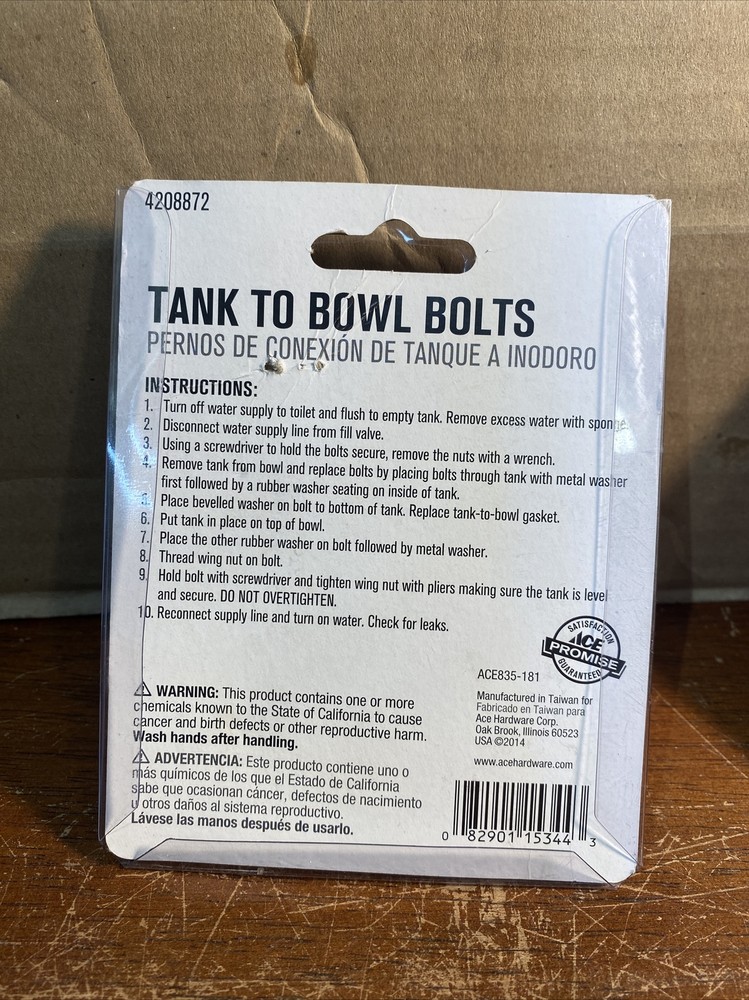 4208872
TANK TO BOWL BOLTS
PERNOS DE CONEXIÓN DE TANQUE A INODORO
INSTRUCTIONS:
1. Turn off water supply to toilet and flush to empty tank. Remove excess water with sponge.
2. Disconnect water supply line from fill valve.
3. Using a screwdriver to hold the bolts secure, remove the nuts with a wrench.
4. Remove tank from bowl and replace bolts by placing bolts through tank with metal washer
first followed by a rubber washer seating on inside of tank.
5. Place bevelled washer on bolt to bottom of tank. Replace tank-to-bowl gasket.
6. Put tank in place on top of bowl.
7. Place the other rubber washer on bolt followed by metal washer.
8. Thread wing nut on bolt.
9. Hold bolt with screwdriver and tighten wing nut with pliers making sure the tank is level
and secure. DO NOT OVERTIGHTEN.
10. Reconnect supply line and turn on water. Check for leaks.
SATISFACTION
ACE
PROMISE
GUARANTEED
⚠ WARNING: This product contains one or more
chemicals known to the State of California to cause
cancer and birth defects or other reproductive harm.
Wash hands after handling.
⚠ ADVERTENCIA: Este producto contiene uno o
más químicos de los que el Estado de California
sabe que ocasionan cáncer, defectos de nacimiento
u otros daños al sistema reproductivo.
Lávese las manos después de usarlo.
ACE835-181
Manufactured in Taiwan for
Fabricado en Taiwan para
Ace Hardware Corp.
Oak Brook, Illinois 60523
USA ©2014
www.acehardware.com
0 82901 15344 3